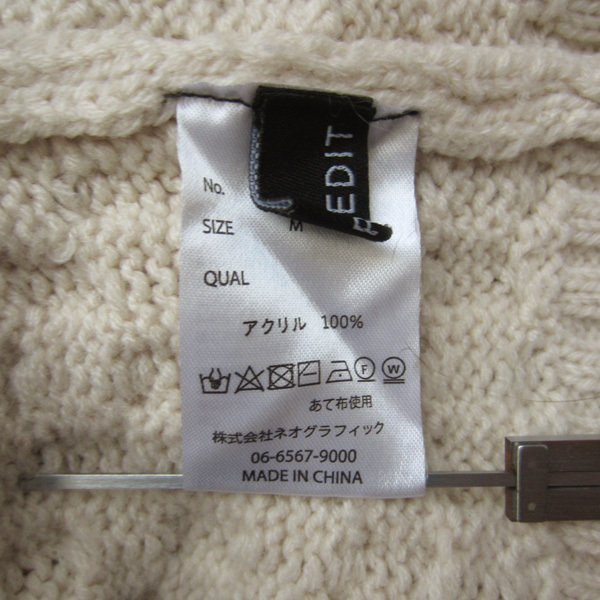 EDIT
No.
SIZE M
QUAL
アクリル 100%
F W
あて布使用
株式会社ネオグラフィック
06-6567-9000
MADE IN CHINA